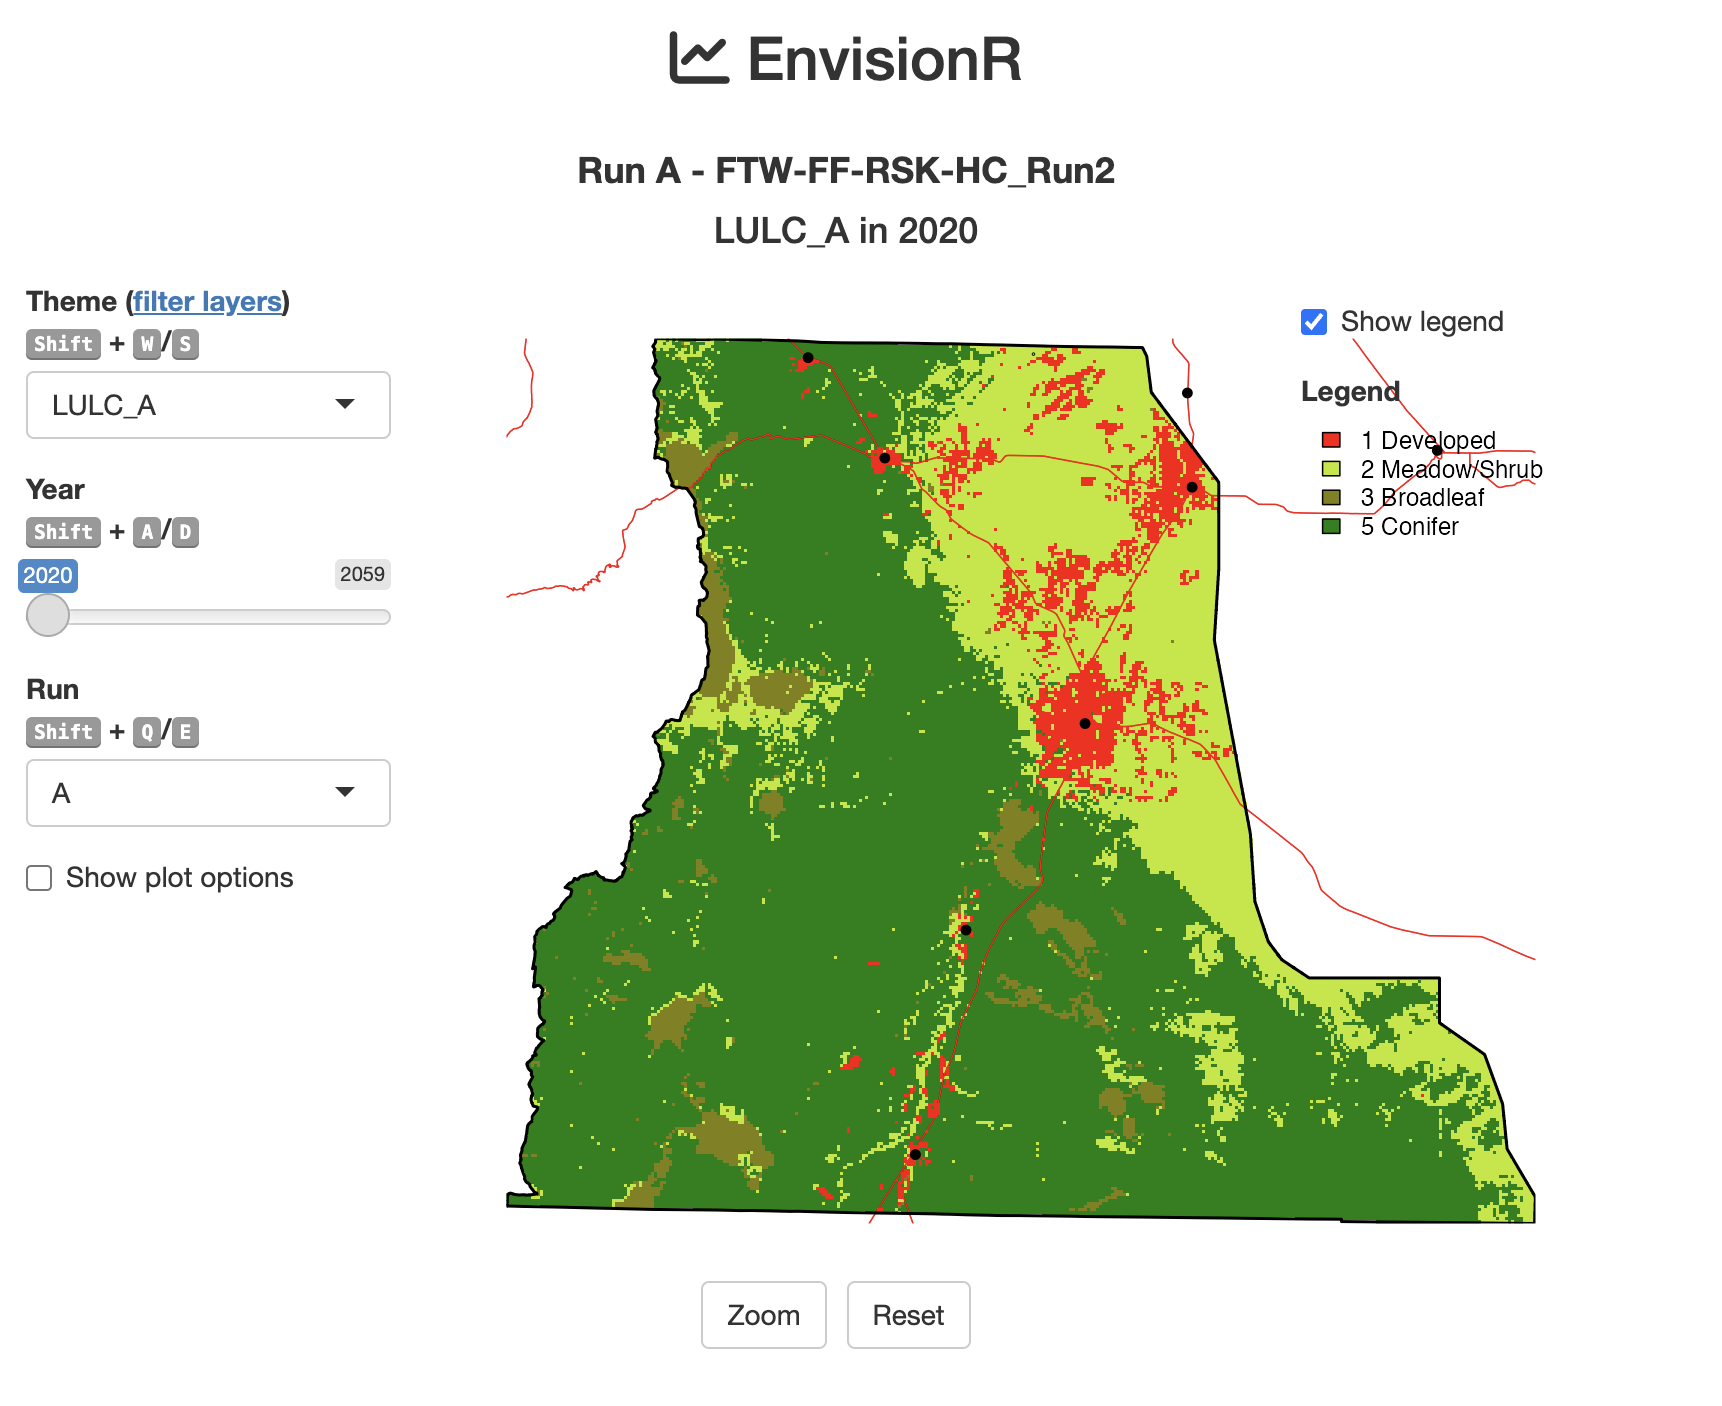 EnvisionR
Run A - FTW-FF-RSK-HC_Run2
LULC_A in 2020
Theme (filter layers)
Shift + W/S
LULC_A
Year
Shift + A/D
2020
2059
Run
Shift + Q/E
A
Show plot options
Show legend
Legend
1 Developed
2 Meadow/Shrub
3 Broadleaf
5 Conifer
Zoom
Reset